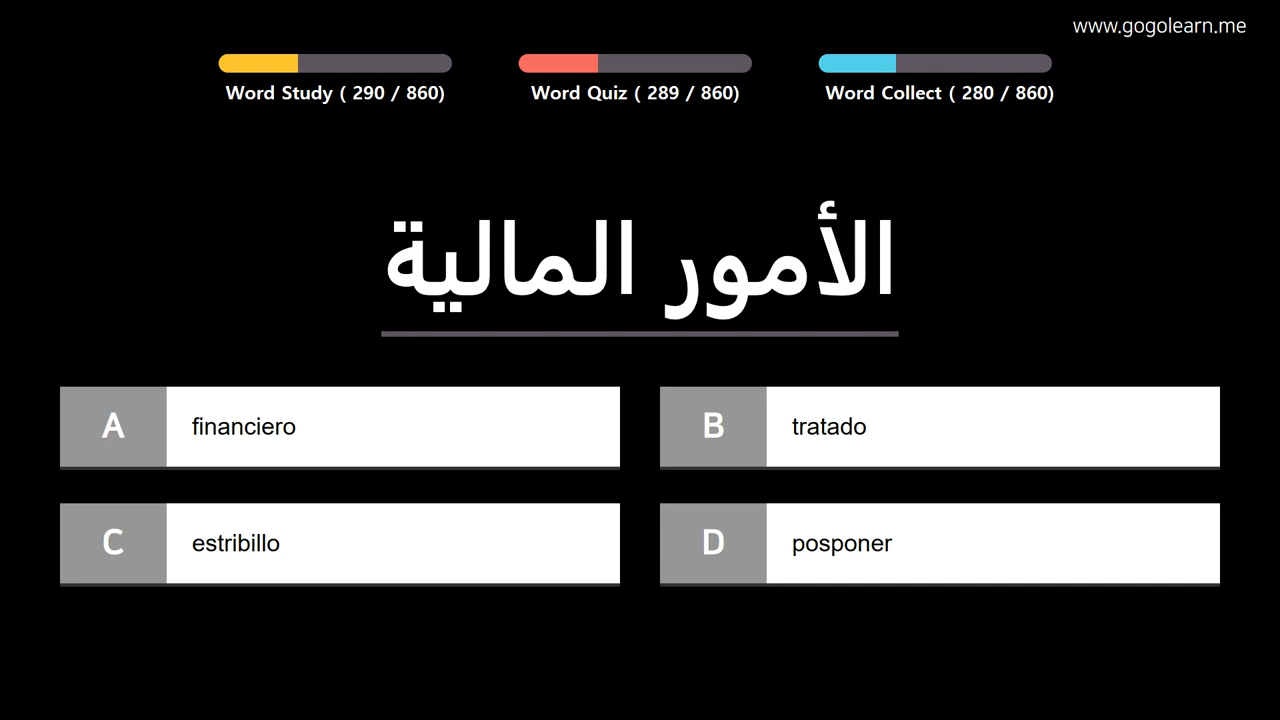 www.gogolearn.me
Word Study ( 290 / 860)
Word Quiz ( 289 / 860)
Word Collect ( 280 / 860)
الأمور المالية
A financiero
B tratado
C estribillo
D posponer